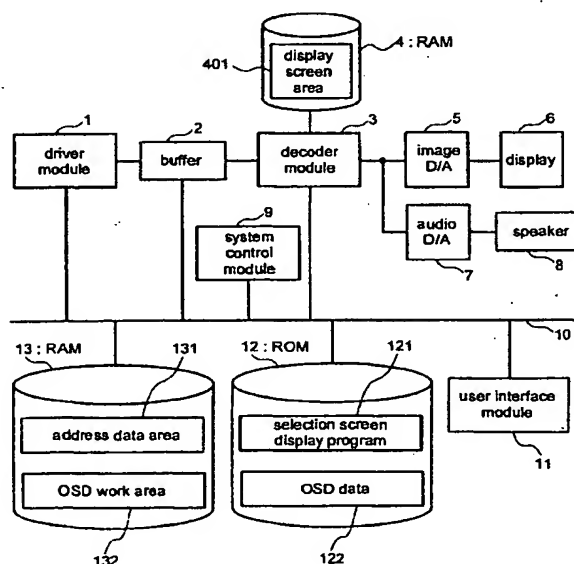 4 : RAM
401
display
screen
area
1
driver
module
2
buffer
3
decoder
module
5
image
D/A
6
display
9
system
control
module
audio
D/A
7
speaker
8
10
13 : RAM
131
address data area
OSD work area
132
12 : ROM
121
selection screen
display program
OSD data
122
user interface
module
11